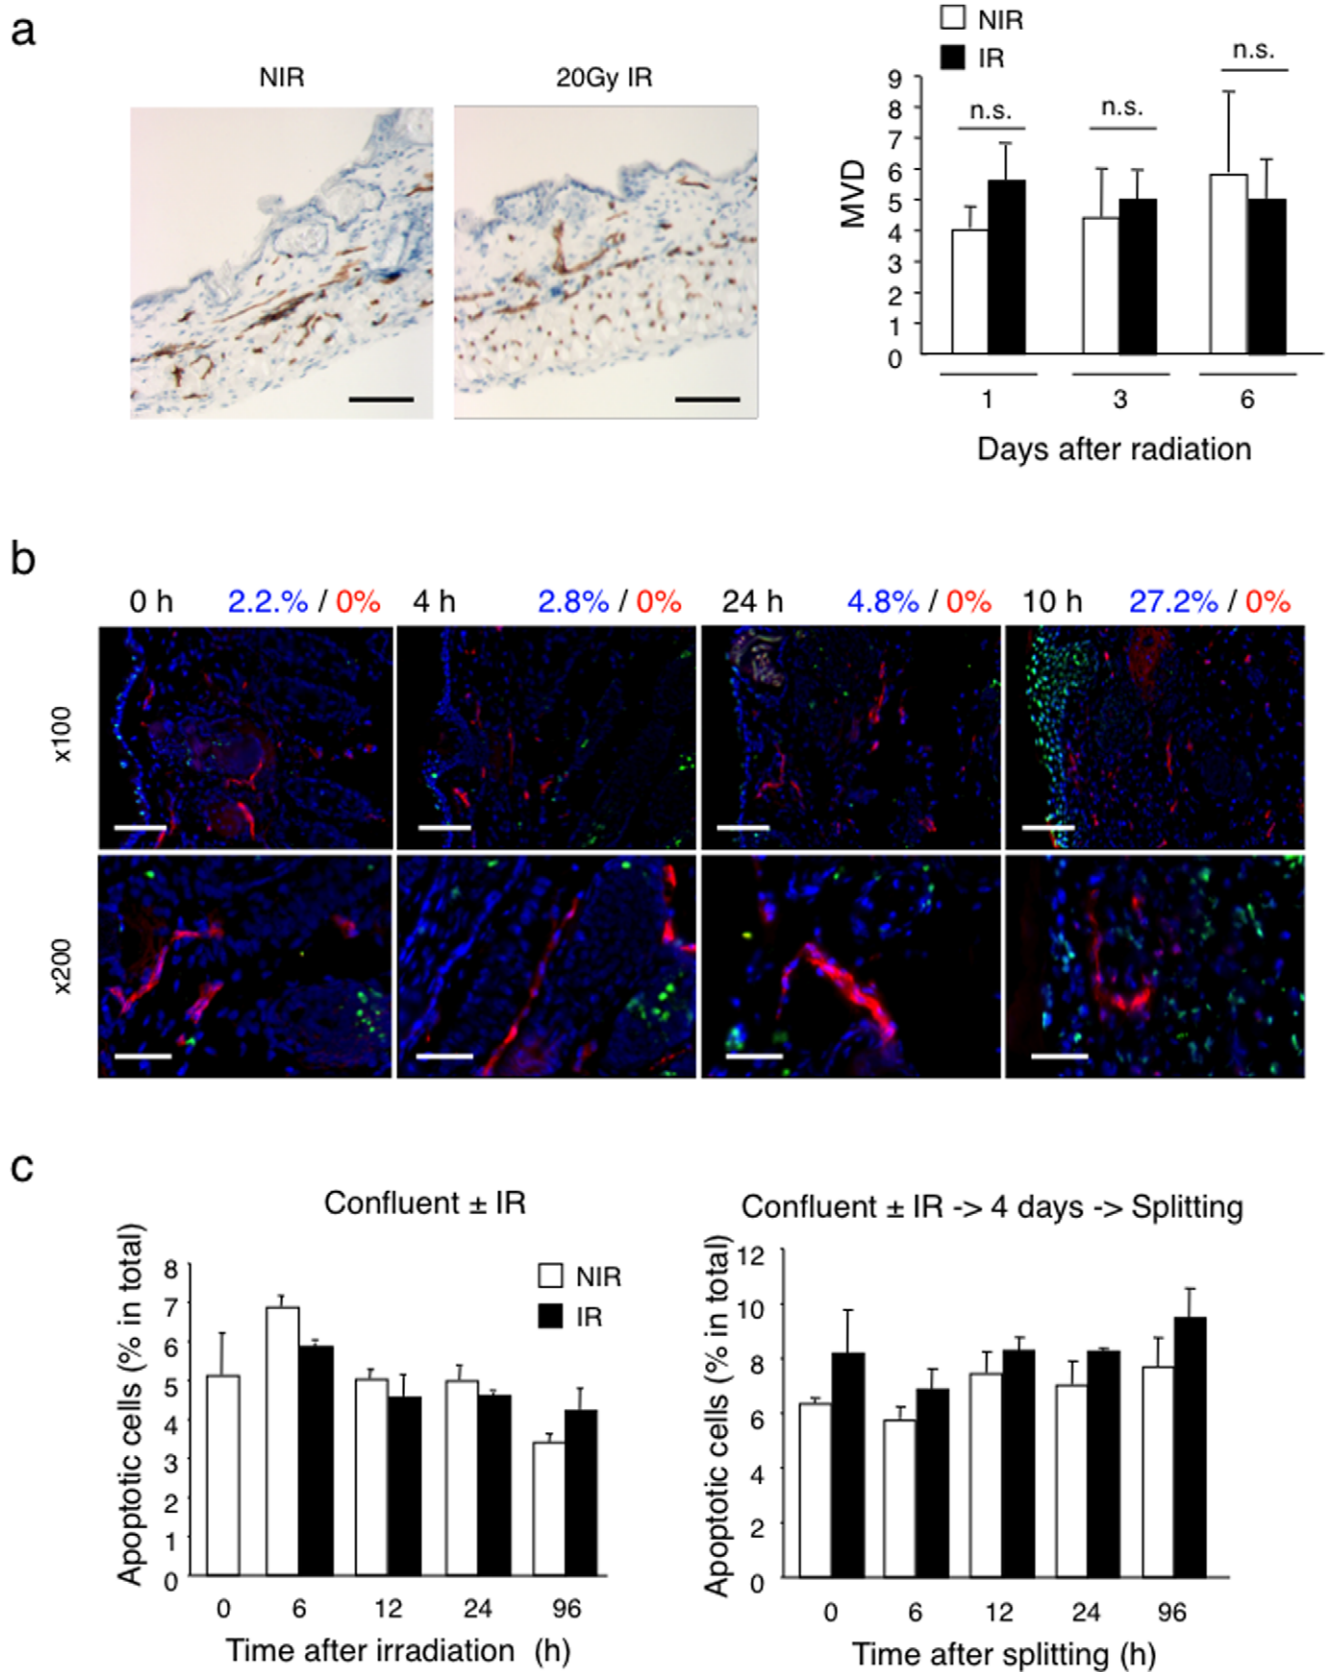 a
NIR
20Gy IR
NIR
IR
n.s.
n.s.
n.s.
MVD
9
8
7
6
5
4
3
2
1
0
1 3 6
Days after radiation
b
0 h 2.2.% / 0% 4 h 2.8% / 0% 24 h 4.8% / 0% 10 h 27.2% / 0%
x100
x200
c
Confluent ± IR
Apoptotic cells (% in total)
8
7
6
5
4
3
2
1
0
NIR
IR
0 6 12 24 96
Time after irradiation (h)
Confluent ± IR -> 4 days -> Splitting
Apoptotic cells (% in total)
12
10
8
6
4
2
0
0 6 12 24 96
Time after splitting (h)